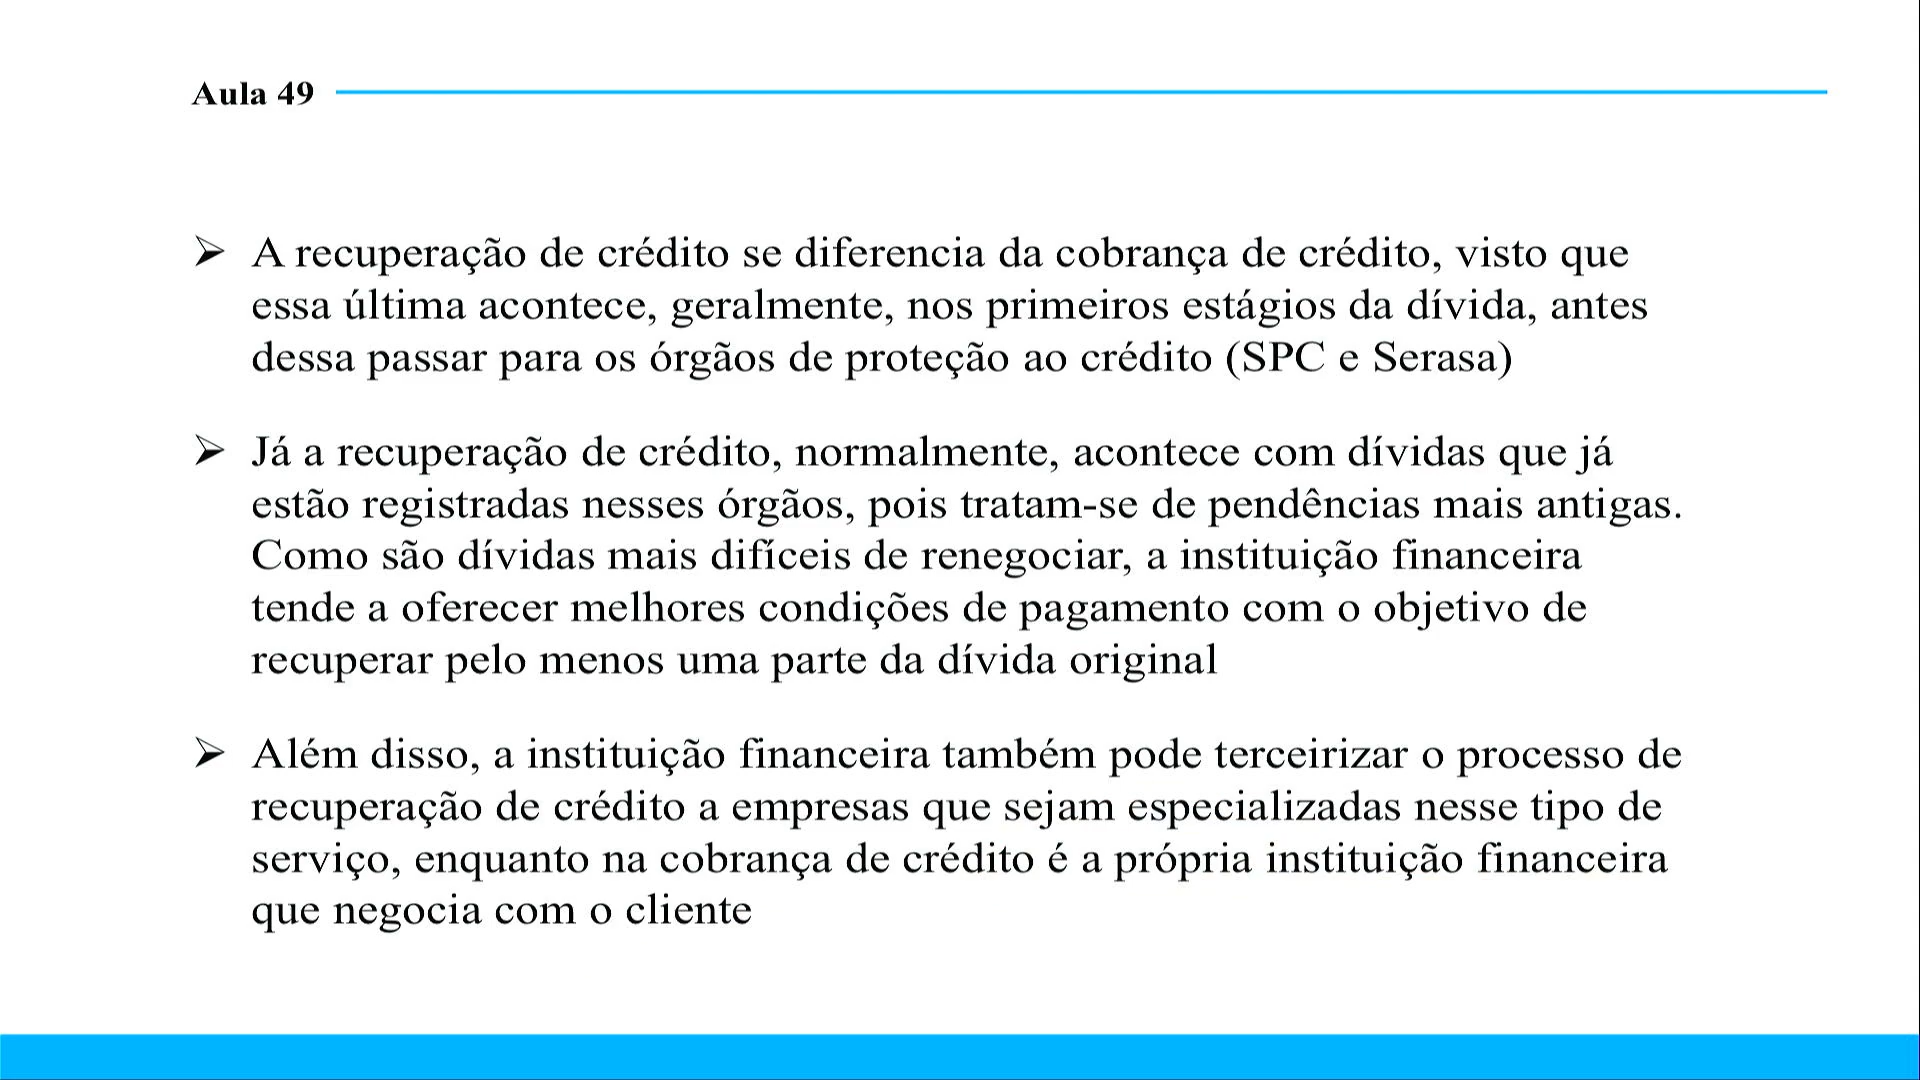 Aula 49
➢ A recuperação de crédito se diferencia da cobrança de crédito, visto que
essa última acontece, geralmente, nos primeiros estágios da dívida, antes
dessa passar para os órgãos de proteção ao crédito (SPC e Serasa)
➢ Já a recuperação de crédito, normalmente, acontece com dívidas que já
estão registradas nesses órgãos, pois tratam-se de pendências mais antigas.
Como são dívidas mais difíceis de renegociar, a instituição financeira
tende a oferecer melhores condições de pagamento com o objetivo de
recuperar pelo menos uma parte da dívida original
➢ Além disso, a instituição financeira também pode terceirizar o processo de
recuperação de crédito a empresas que sejam especializadas nesse tipo de
serviço, enquanto na cobrança de crédito é a própria instituição financeira
que negocia com o cliente